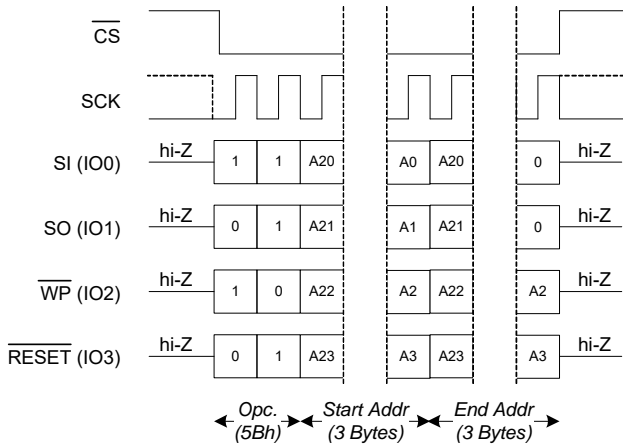 CS
SCK
SI (IO0) hi-Z 1 1 A20 A0 A20 0 hi-Z
SO (IO1) hi-Z 0 1 A21 A1 A21 0 hi-Z
WP (IO2) hi-Z 1 0 A22 A2 A22 A2 hi-Z
RESET (IO3) hi-Z 0 1 A23 A3 A23 A3 hi-Z
Opc. Start Addr End Addr
(5Bh) (3 Bytes) (3 Bytes)